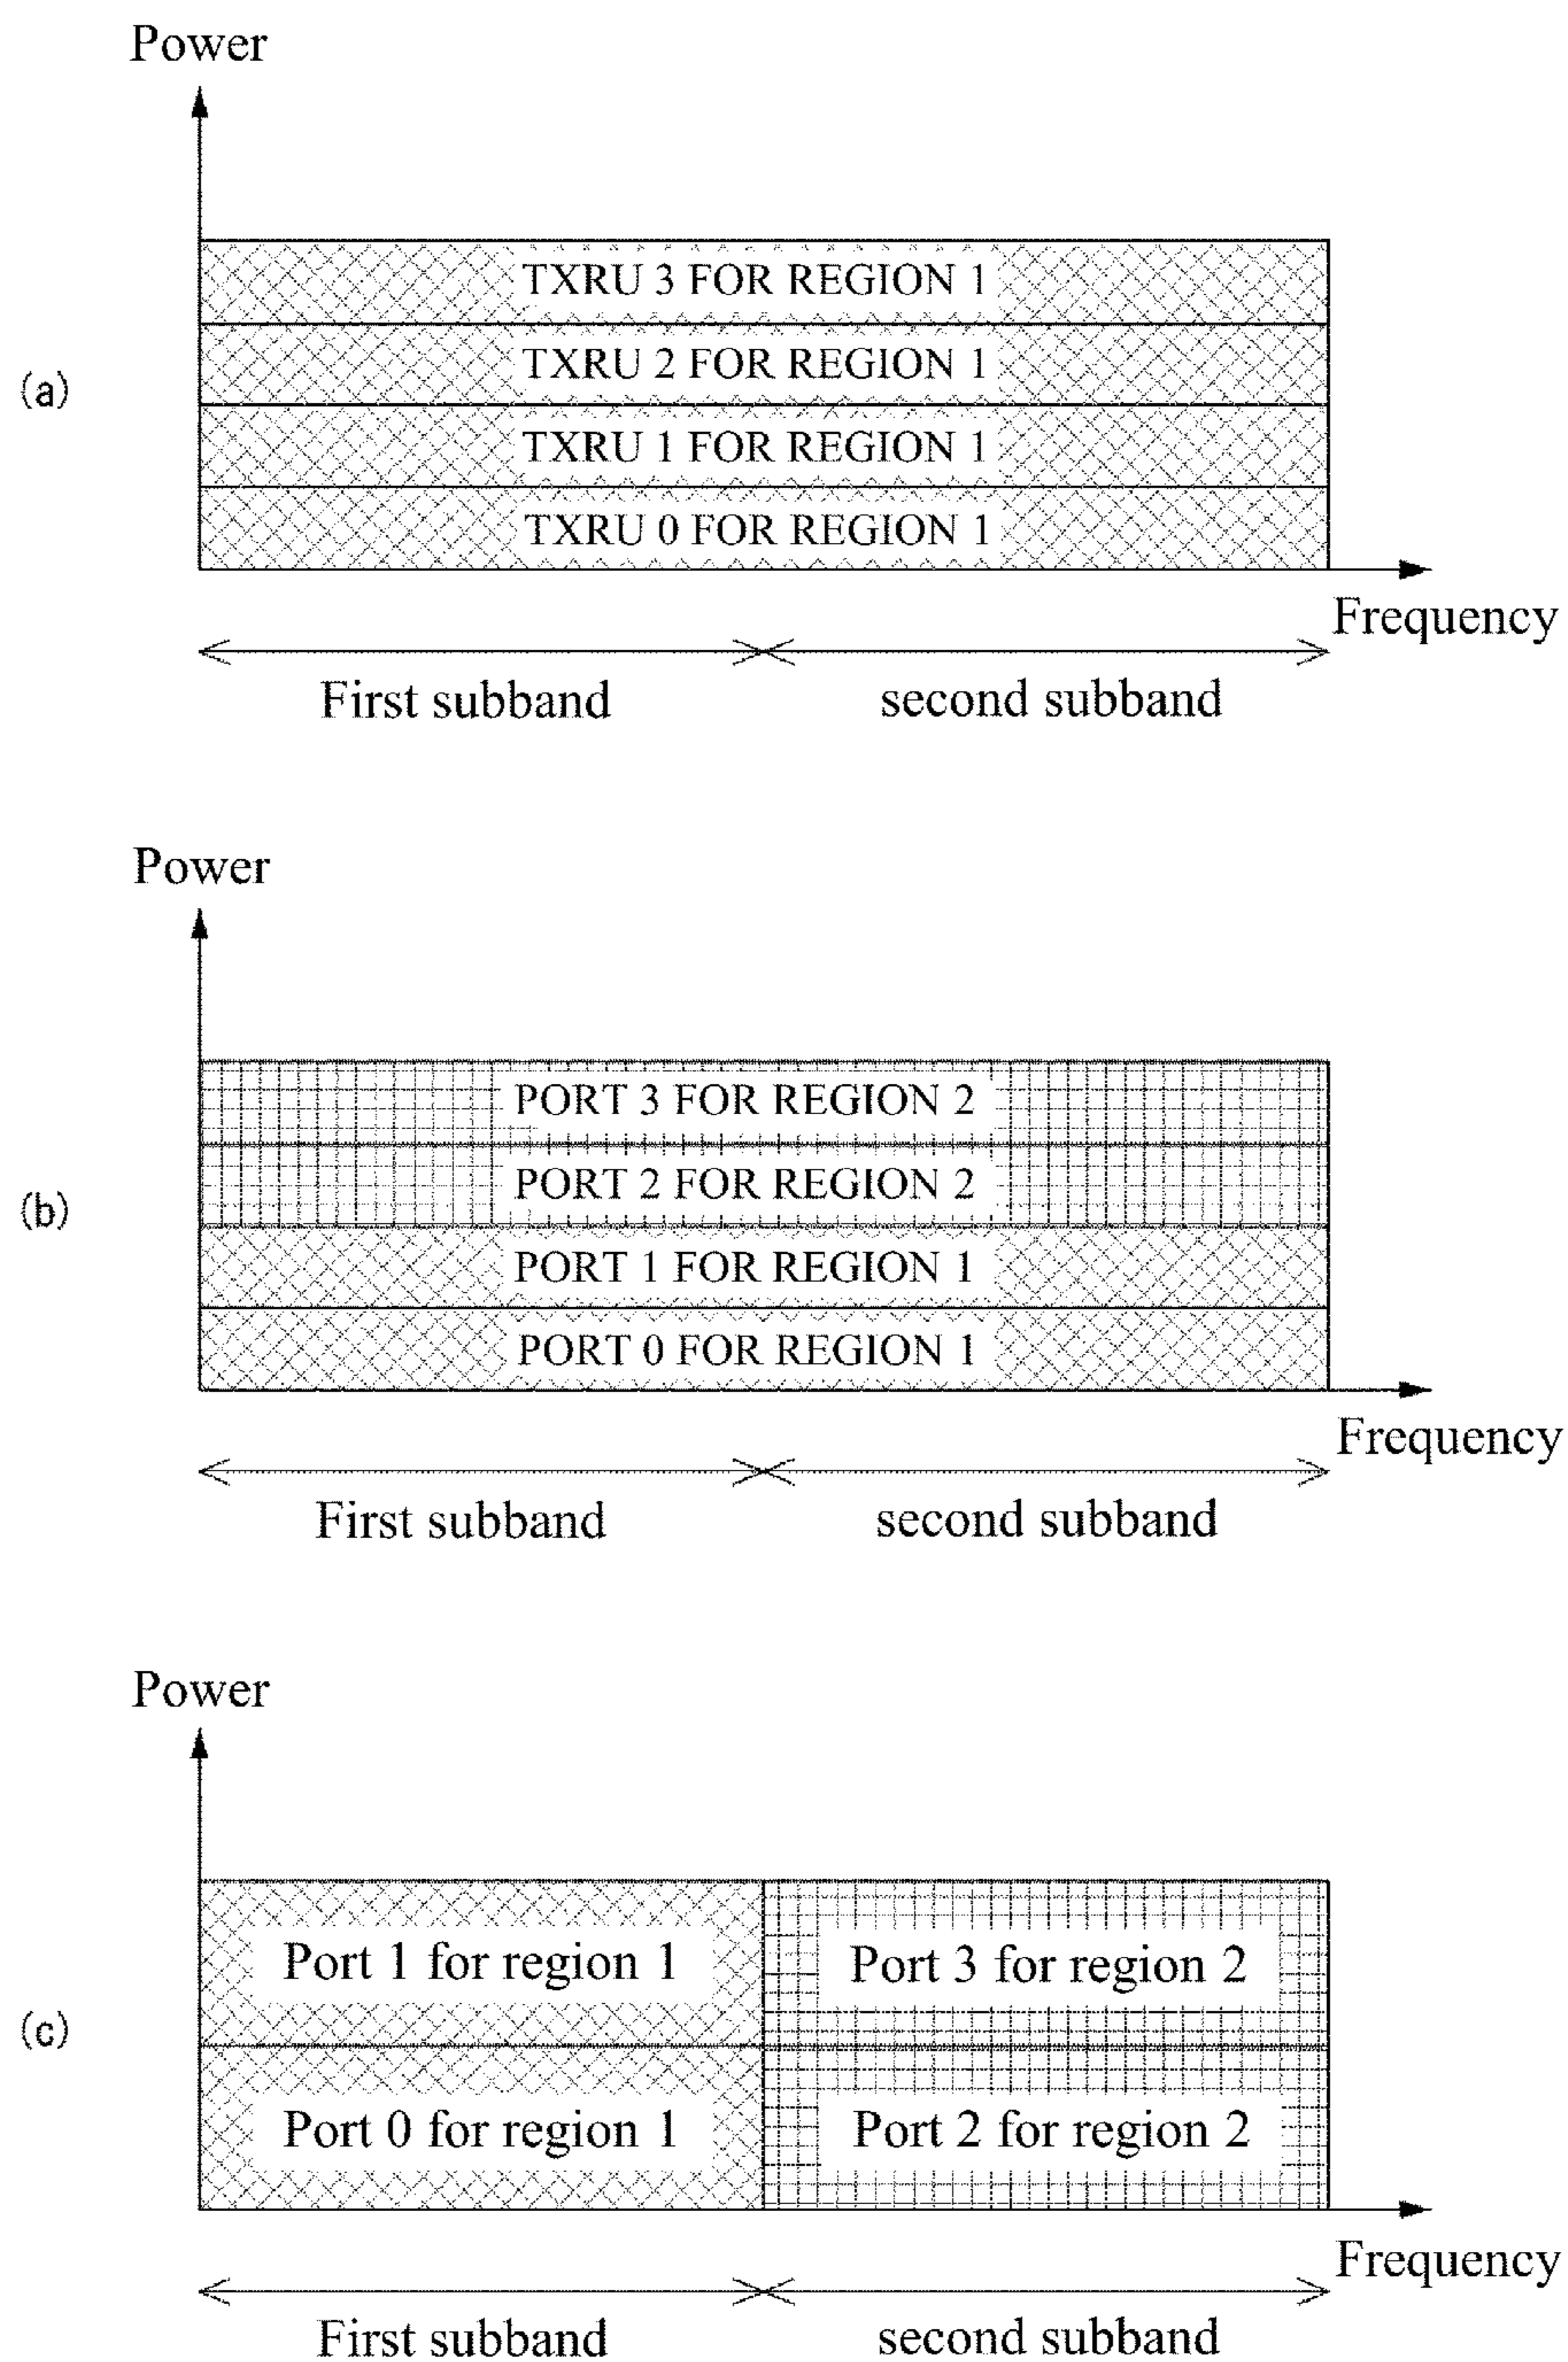 Power
TXRU 3 FOR REGION 1
TXRU 2 FOR REGION 1
(a)
TXRU 1 FOR REGION 1
TXRU 0 FOR REGION 1
Frequency
First subband
second subband
Power
PORT 3 FOR REGION 2
PORT 2 FOR REGION 2
(b)
PORT 1 FOR REGION 1
PORT 0 FOR REGION 1
Frequency
First subband
second subband
Power
Port 1 for region 1
Port 3 for region 2
(c)
Port 0 for region 1
Port 2 for region 2
Frequency
First subband
second subband